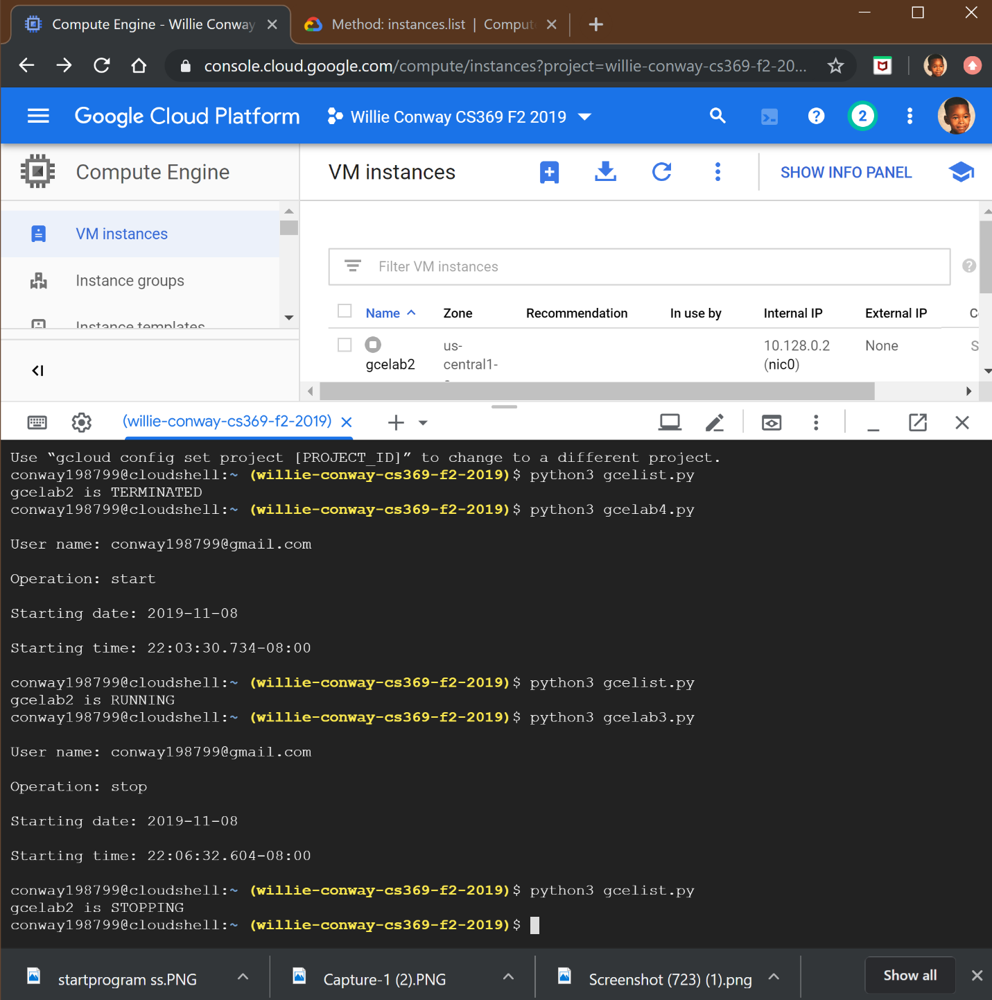 Compute Engine - Willie Conway
Method: instances.list | Comput
console.cloud.google.com/compute/instances?project=willie-conway-cs369-f2-20...
Google Cloud Platform
Willie Conway CS369 F2 2019
2
Compute Engine
VM instances
SHOW INFO PANEL
VM instances
Instance groups
Instance templates
Filter VM instances
Name Zone Recommendation In use by Internal IP External IP C
us- 10.128.0.2 None S
gcelab2 central1- (nic0)
(willie-conway-cs369-f2-2019)
Use “gcloud config set project [PROJECT_ID]” to change to a different project.
conway198799@cloudshell:~ (willie-conway-cs369-f2-2019)$ python3 gcelist.py
gcelab2 is TERMINATED
conway198799@cloudshell:~ (willie-conway-cs369-f2-2019)$ python3 gcelab4.py
User name: conway198799@gmail.com
Operation: start
Starting date: 2019-11-08
Starting time: 22:03:30.734-08:00
conway198799@cloudshell:~ (willie-conway-cs369-f2-2019)$ python3 gcelist.py
gcelab2 is RUNNING
conway198799@cloudshell:~ (willie-conway-cs369-f2-2019)$ python3 gcelab3.py
User name: conway198799@gmail.com
Operation: stop
Starting date: 2019-11-08
Starting time: 22:06:32.604-08:00
conway198799@cloudshell:~ (willie-conway-cs369-f2-2019)$ python3 gcelist.py
gcelab2 is STOPPING
conway198799@cloudshell:~ (willie-conway-cs369-f2-2019)$
startprogram ss.PNG
Capture-1 (2).PNG
Screenshot (723) (1).png
Show all